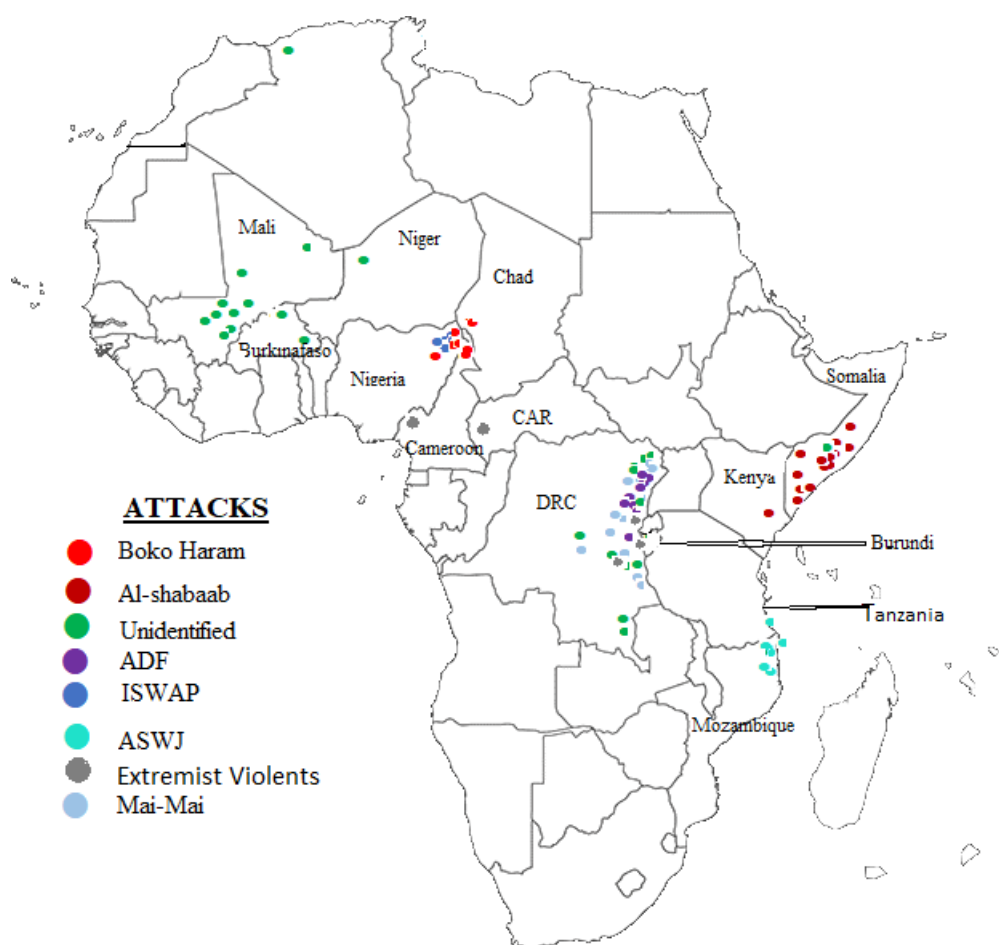 Mali
Niger
Chad
Burkinafaso
Nigeria
Somalia
CAR
Cameroon
Kenya
DRC
ATTACKS
Boko Haram
Burundi
Al-shabaab
Tanzania
Unidentified
ADF
ISWAP
Mozambique
ASWJ
Extremist Violents
Mai-Mai